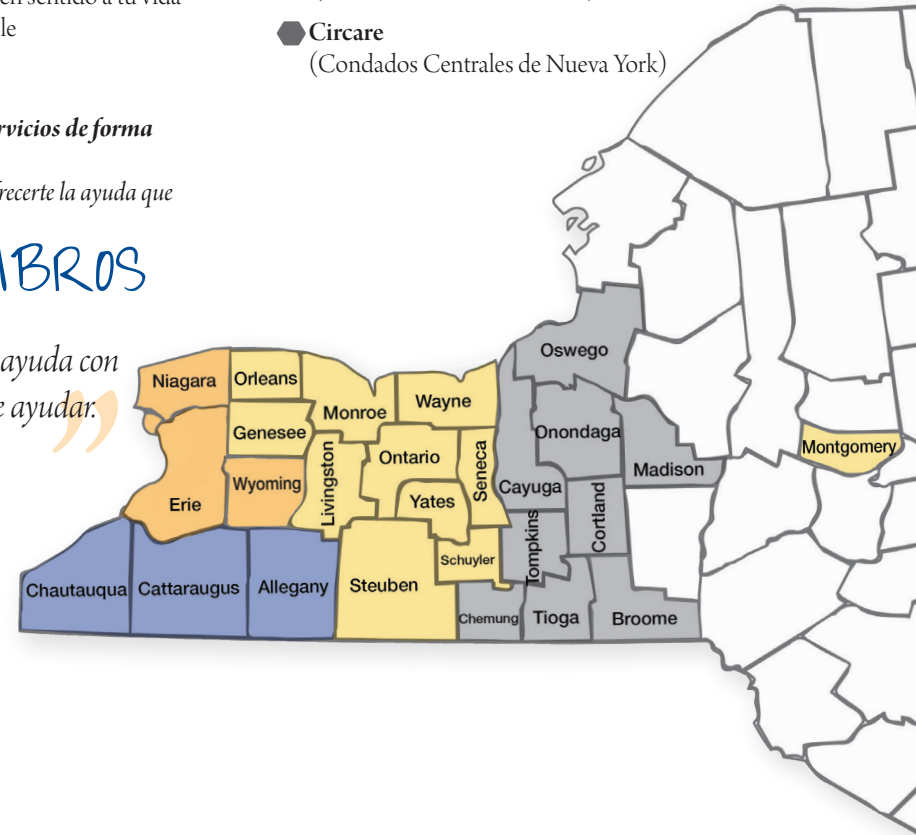 en sentido a tu vida
le
Circare
(Condados Centrales de Nueva York)
rvicios de forma
frecerte la ayuda que
MBROS
ayuda con
e ayudar.
”
Oswego
Niagara
Orleans
Monroe
Wayne
Genesee
Onondaga
Montgomery
Ontario
Livingston
Seneca
Madison
Wyoming
Cayuga
Yates
Erie
Cortland
Tompkins
Schuyler
Chautauqua
Cattaraugus
Allegany
Steuben
Chemung
Tioga
Broome